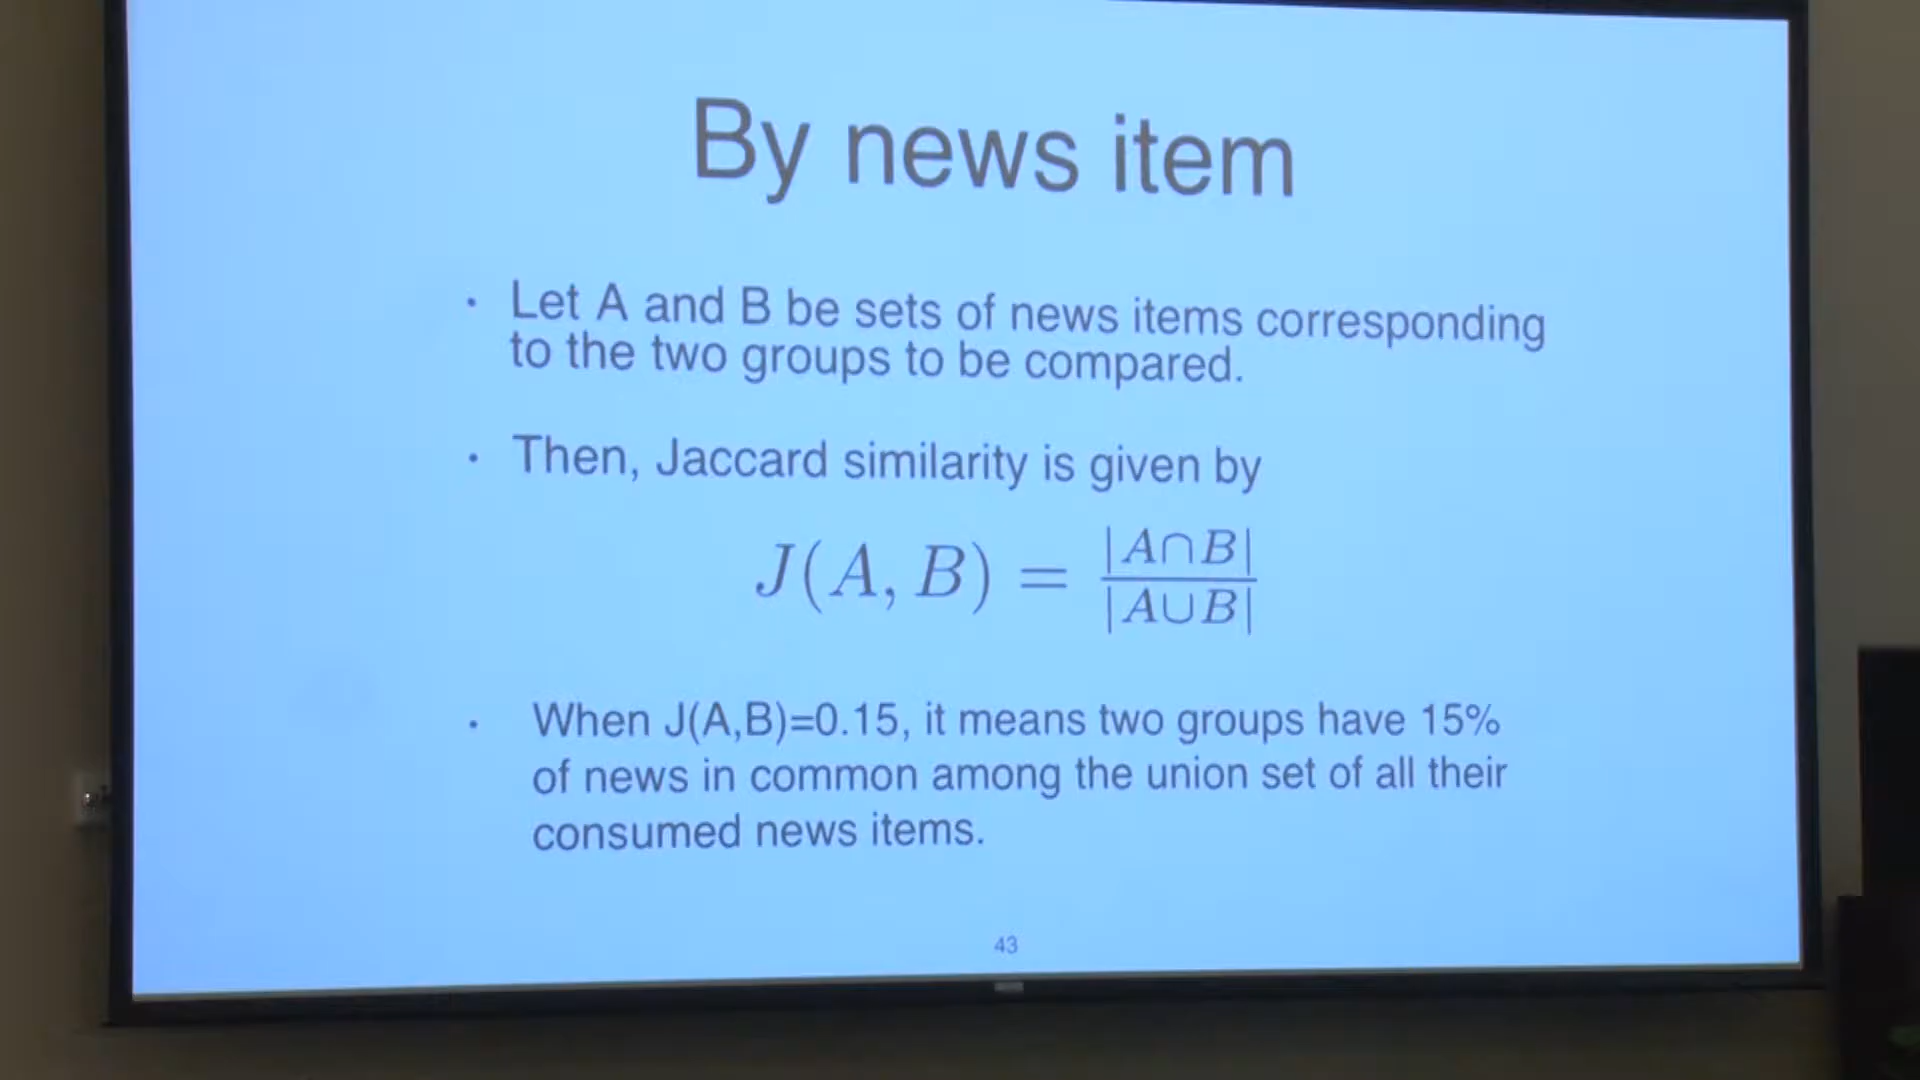 By news item
• Let A and B be sets of news items corresponding
to the two groups to be compared.
• Then, Jaccard similarity is given by
J(A, B) = |A∩B| / |A∪B|
• When J(A,B)=0.15, it means two groups have 15%
of news in common among the union set of all their
consumed news items.
43